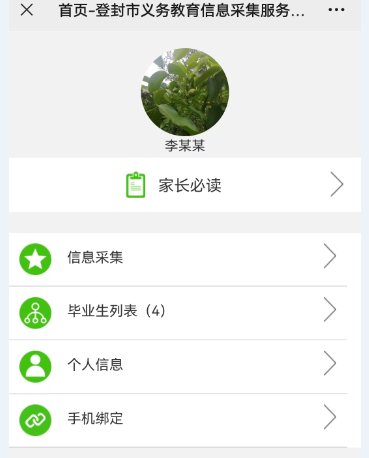 首页-登封市义务教育信息采集服务...
李某某
家长必读
信息采集
毕业生列表（4）
个人信息
手机绑定